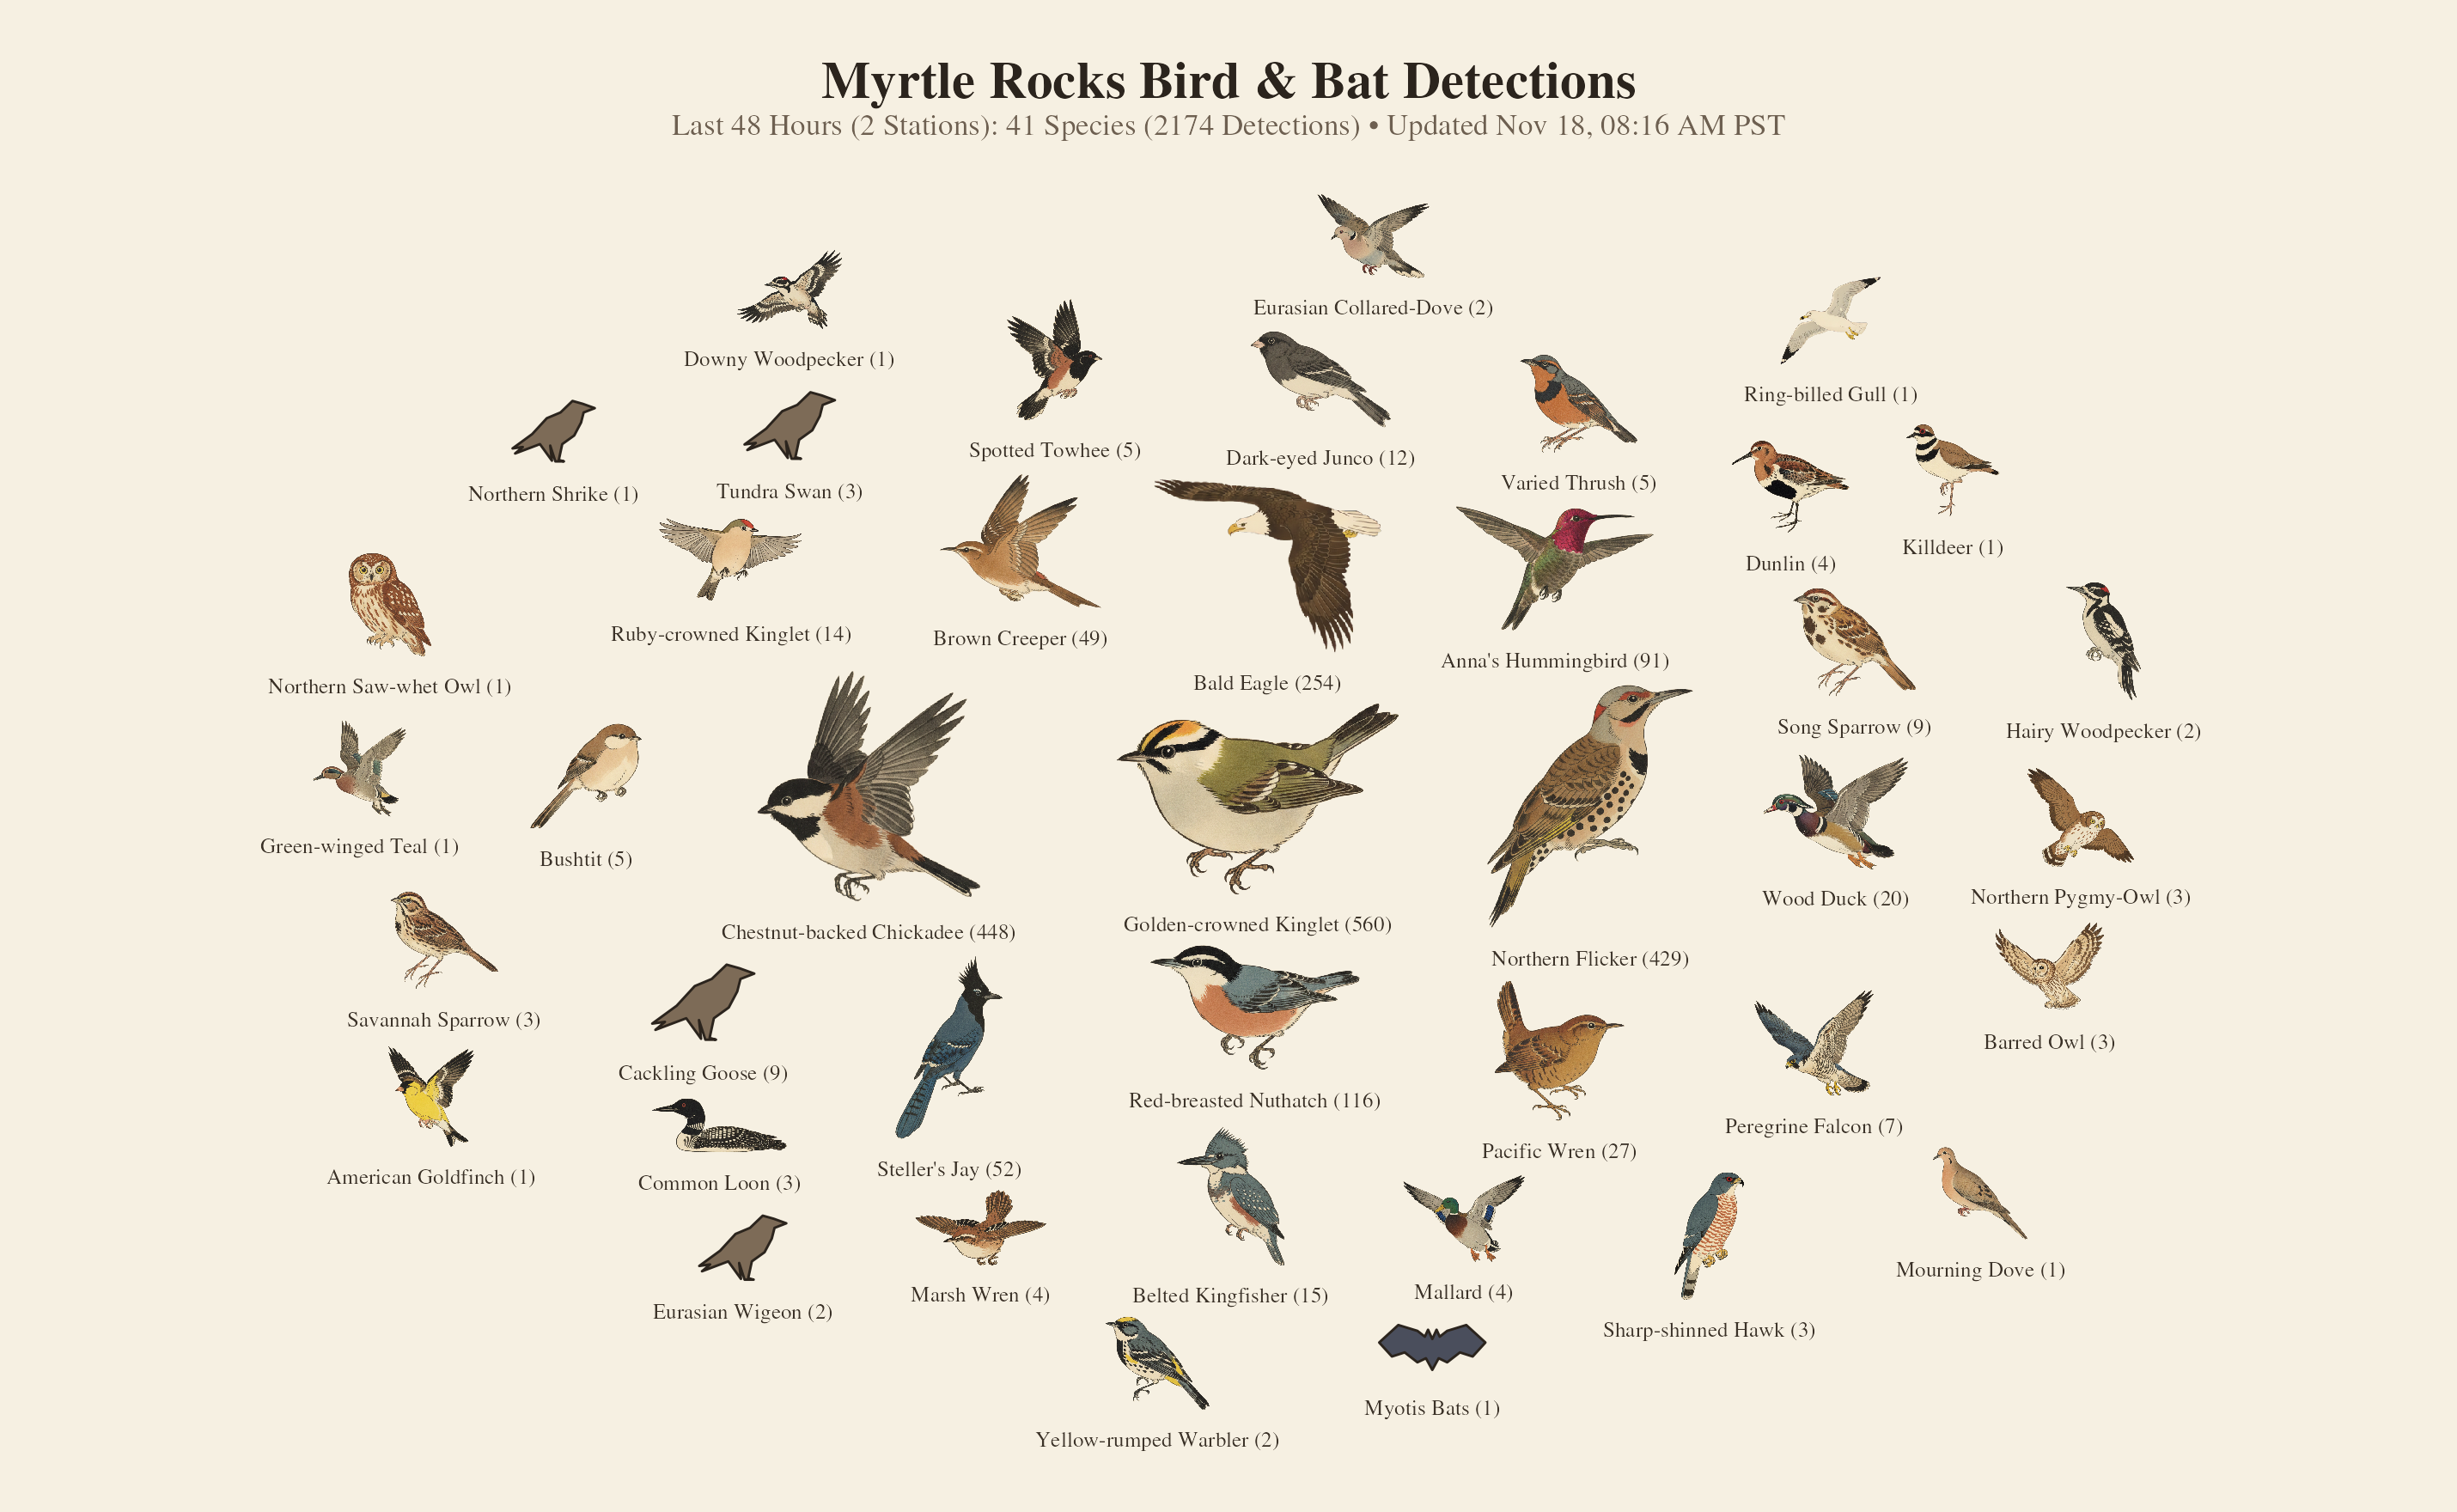 Myrtle Rocks Bird & Bat Detections
Last 48 Hours (2 Stations): 41 Species (2174 Detections) • Updated Nov 18, 08:16 AM PST
Eurasian Collared-Dove (2)
Downy Woodpecker (1)
Ring-billed Gull (1)
Spotted Towhee (5)
Dark-eyed Junco (12)
Varied Thrush (5)
Northern Shrike (1)
Tundra Swan (3)
Killdeer (1)
Dunlin (4)
Ruby-crowned Kinglet (14)
Brown Creeper (49)
Anna's Hummingbird (91)
Bald Eagle (254)
Northern Saw-whet Owl (1)
Song Sparrow (9)
Hairy Woodpecker (2)
Green-winged Teal (1)
Bushtit (5)
Wood Duck (20)
Northern Pygmy-Owl (3)
Chestnut-backed Chickadee (448)
Golden-crowned Kinglet (560)
Northern Flicker (429)
Savannah Sparrow (3)
Barred Owl (3)
Cackling Goose (9)
Red-breasted Nuthatch (116)
Peregrine Falcon (7)
Pacific Wren (27)
American Goldfinch (1)
Common Loon (3)
Steller's Jay (52)
Mourning Dove (1)
Marsh Wren (4)
Belted Kingfisher (15)
Mallard (4)
Eurasian Wigeon (2)
Sharp-shinned Hawk (3)
Myotis Bats (1)
Yellow-rumped Warbler (2)